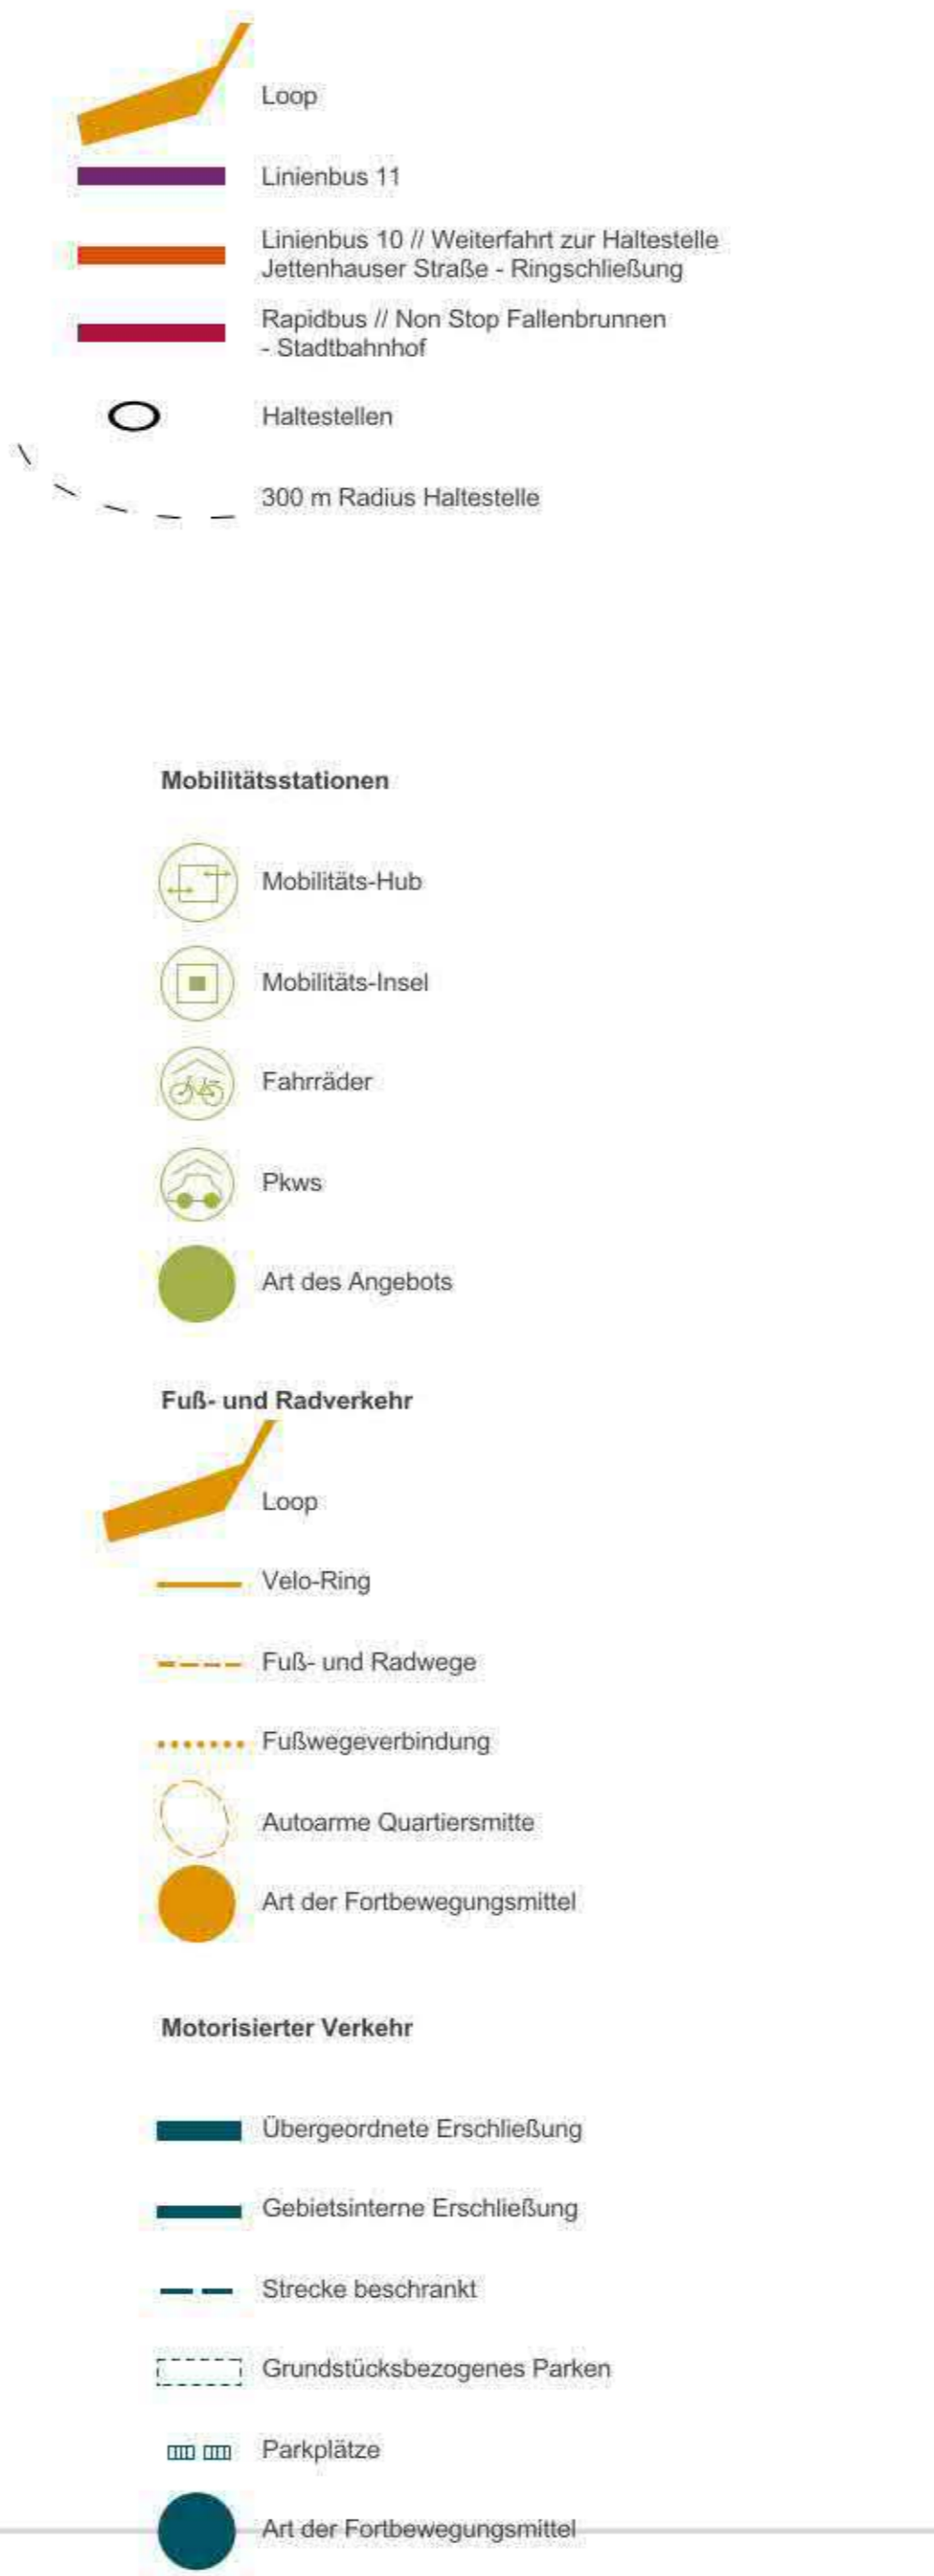 Loop
Linienbus 11
Linienbus 10 // Weiterfahrt zur Haltestelle
Jettenhauser Straße - Ringschließung
Rapidbus // Non Stop Fallenbrunnen
- Stadtbahnhof
Haltestellen
300 m Radius Haltestelle
Mobilitätsstationen
Mobilitäts-Hub
Mobilitäts-Insel
Fahrräder
Pkws
Art des Angebots
Fuß- und Radverkehr
Loop
Velo-Ring
Fuß- und Radwege
Fußwegeverbindung
Autoarme Quartiersmitte
Art der Fortbewegungsmittel
Motorisierter Verkehr
Übergeordnete Erschließung
Gebietsinterne Erschließung
Strecke beschrankt
Grundstücksbezogenes Parken
Parkplätze
Art der Fortbewegungsmittel